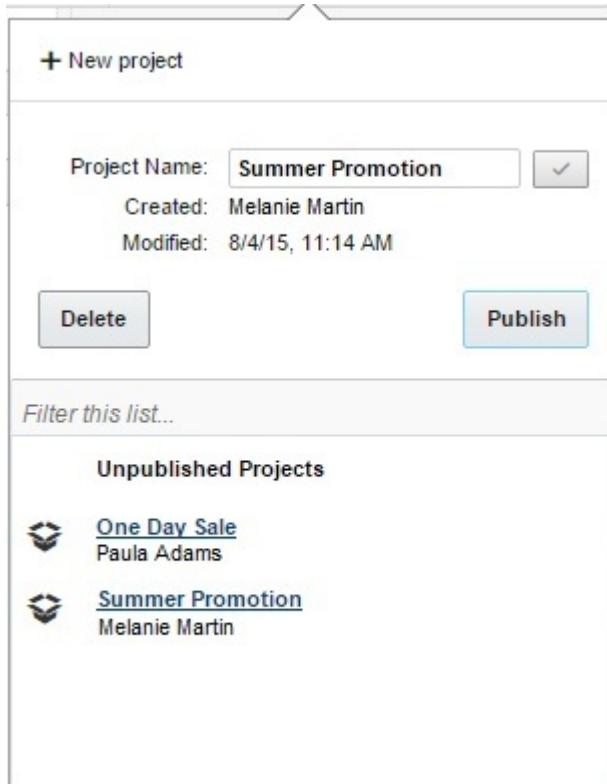 + New project
Project Name: Summer Promotion
Created: Melanie Martin
Modified: 8/4/15, 11:14 AM
Delete Publish
Filter this list...
Unpublished Projects
One Day Sale
Paula Adams
Summer Promotion
Melanie Martin